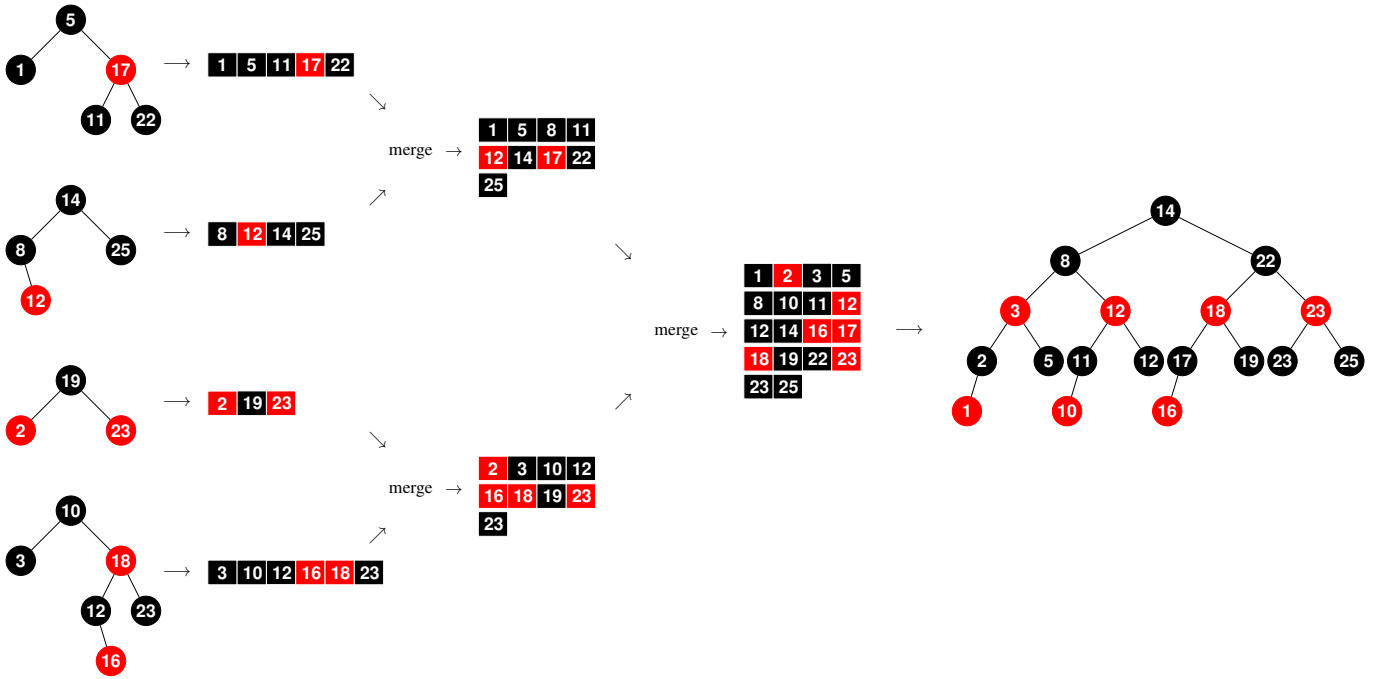 5
1 17
11 22
1 5 11 17 22
14
8 25
12
8 12 14 25
19
2 23
2 19 23
10
3 18
12 23
16
3 10 12 16 18 23
merge
1 5 8 11
12 14 17 22
25
merge
2 3 10 12
16 18 19 23
23
merge
1 2 3 5
8 10 11 12
12 14 16 17
18 19 22 23
23 25
14
8 22
3 12 18 23
2 5 11 12 17 19 23 25
1 10 16